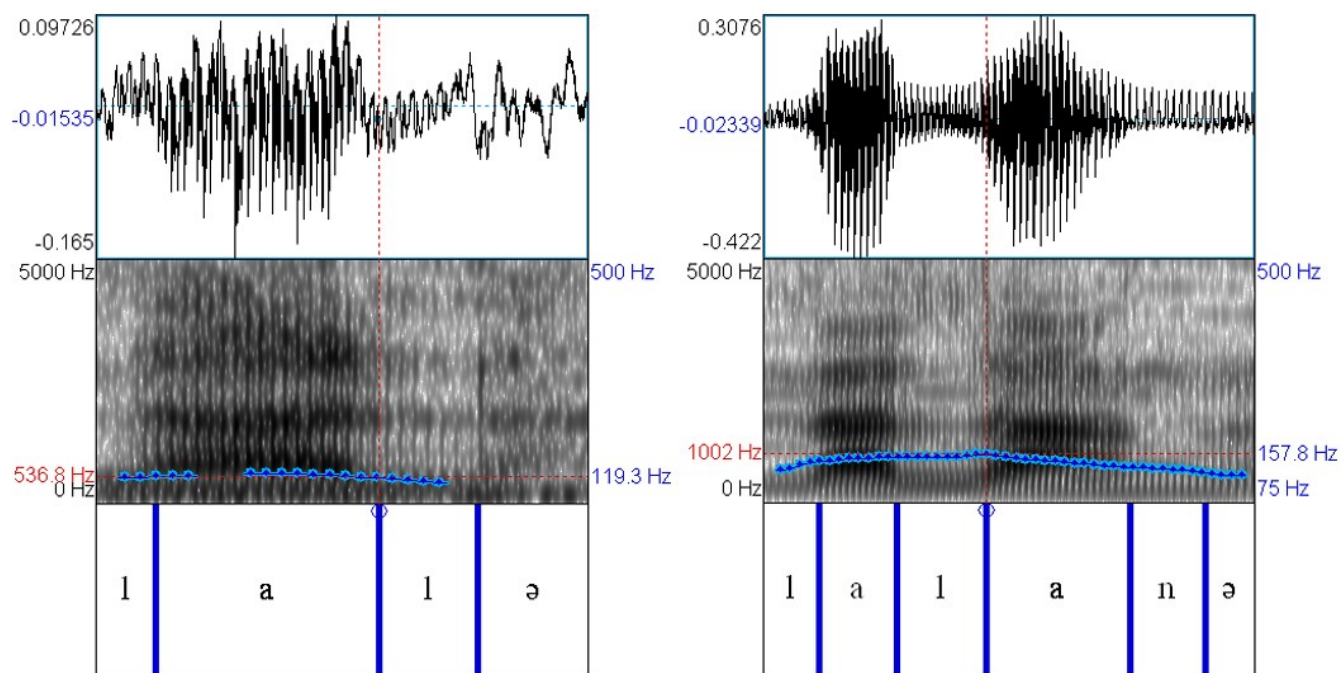 0.09726
-0.01535
-0.165
5000 Hz
500 Hz
536.8 Hz
0 Hz
119.3 Hz
l a l ə
0.3076
-0.02339
-0.422
5000 Hz
500 Hz
1002 Hz
0 Hz
157.8 Hz
75 Hz
l a l a n ə